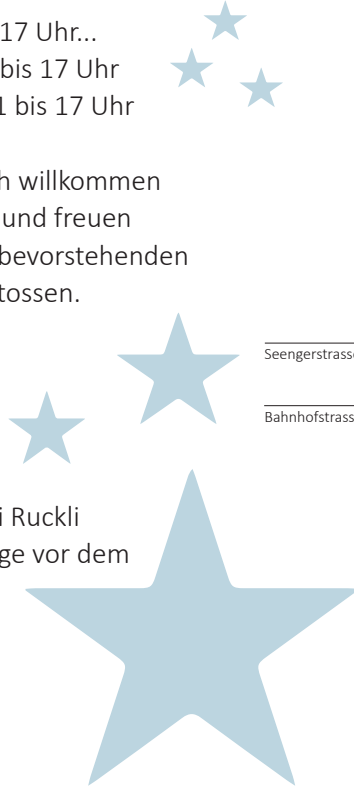 17 Uhr...
bis 17 Uhr
1 bis 17 Uhr
h willkommen
und freuen
bevorstehenden
tossen.
Seengerstrasse
Bahnhofstrass
i Ruckli
ge vor dem